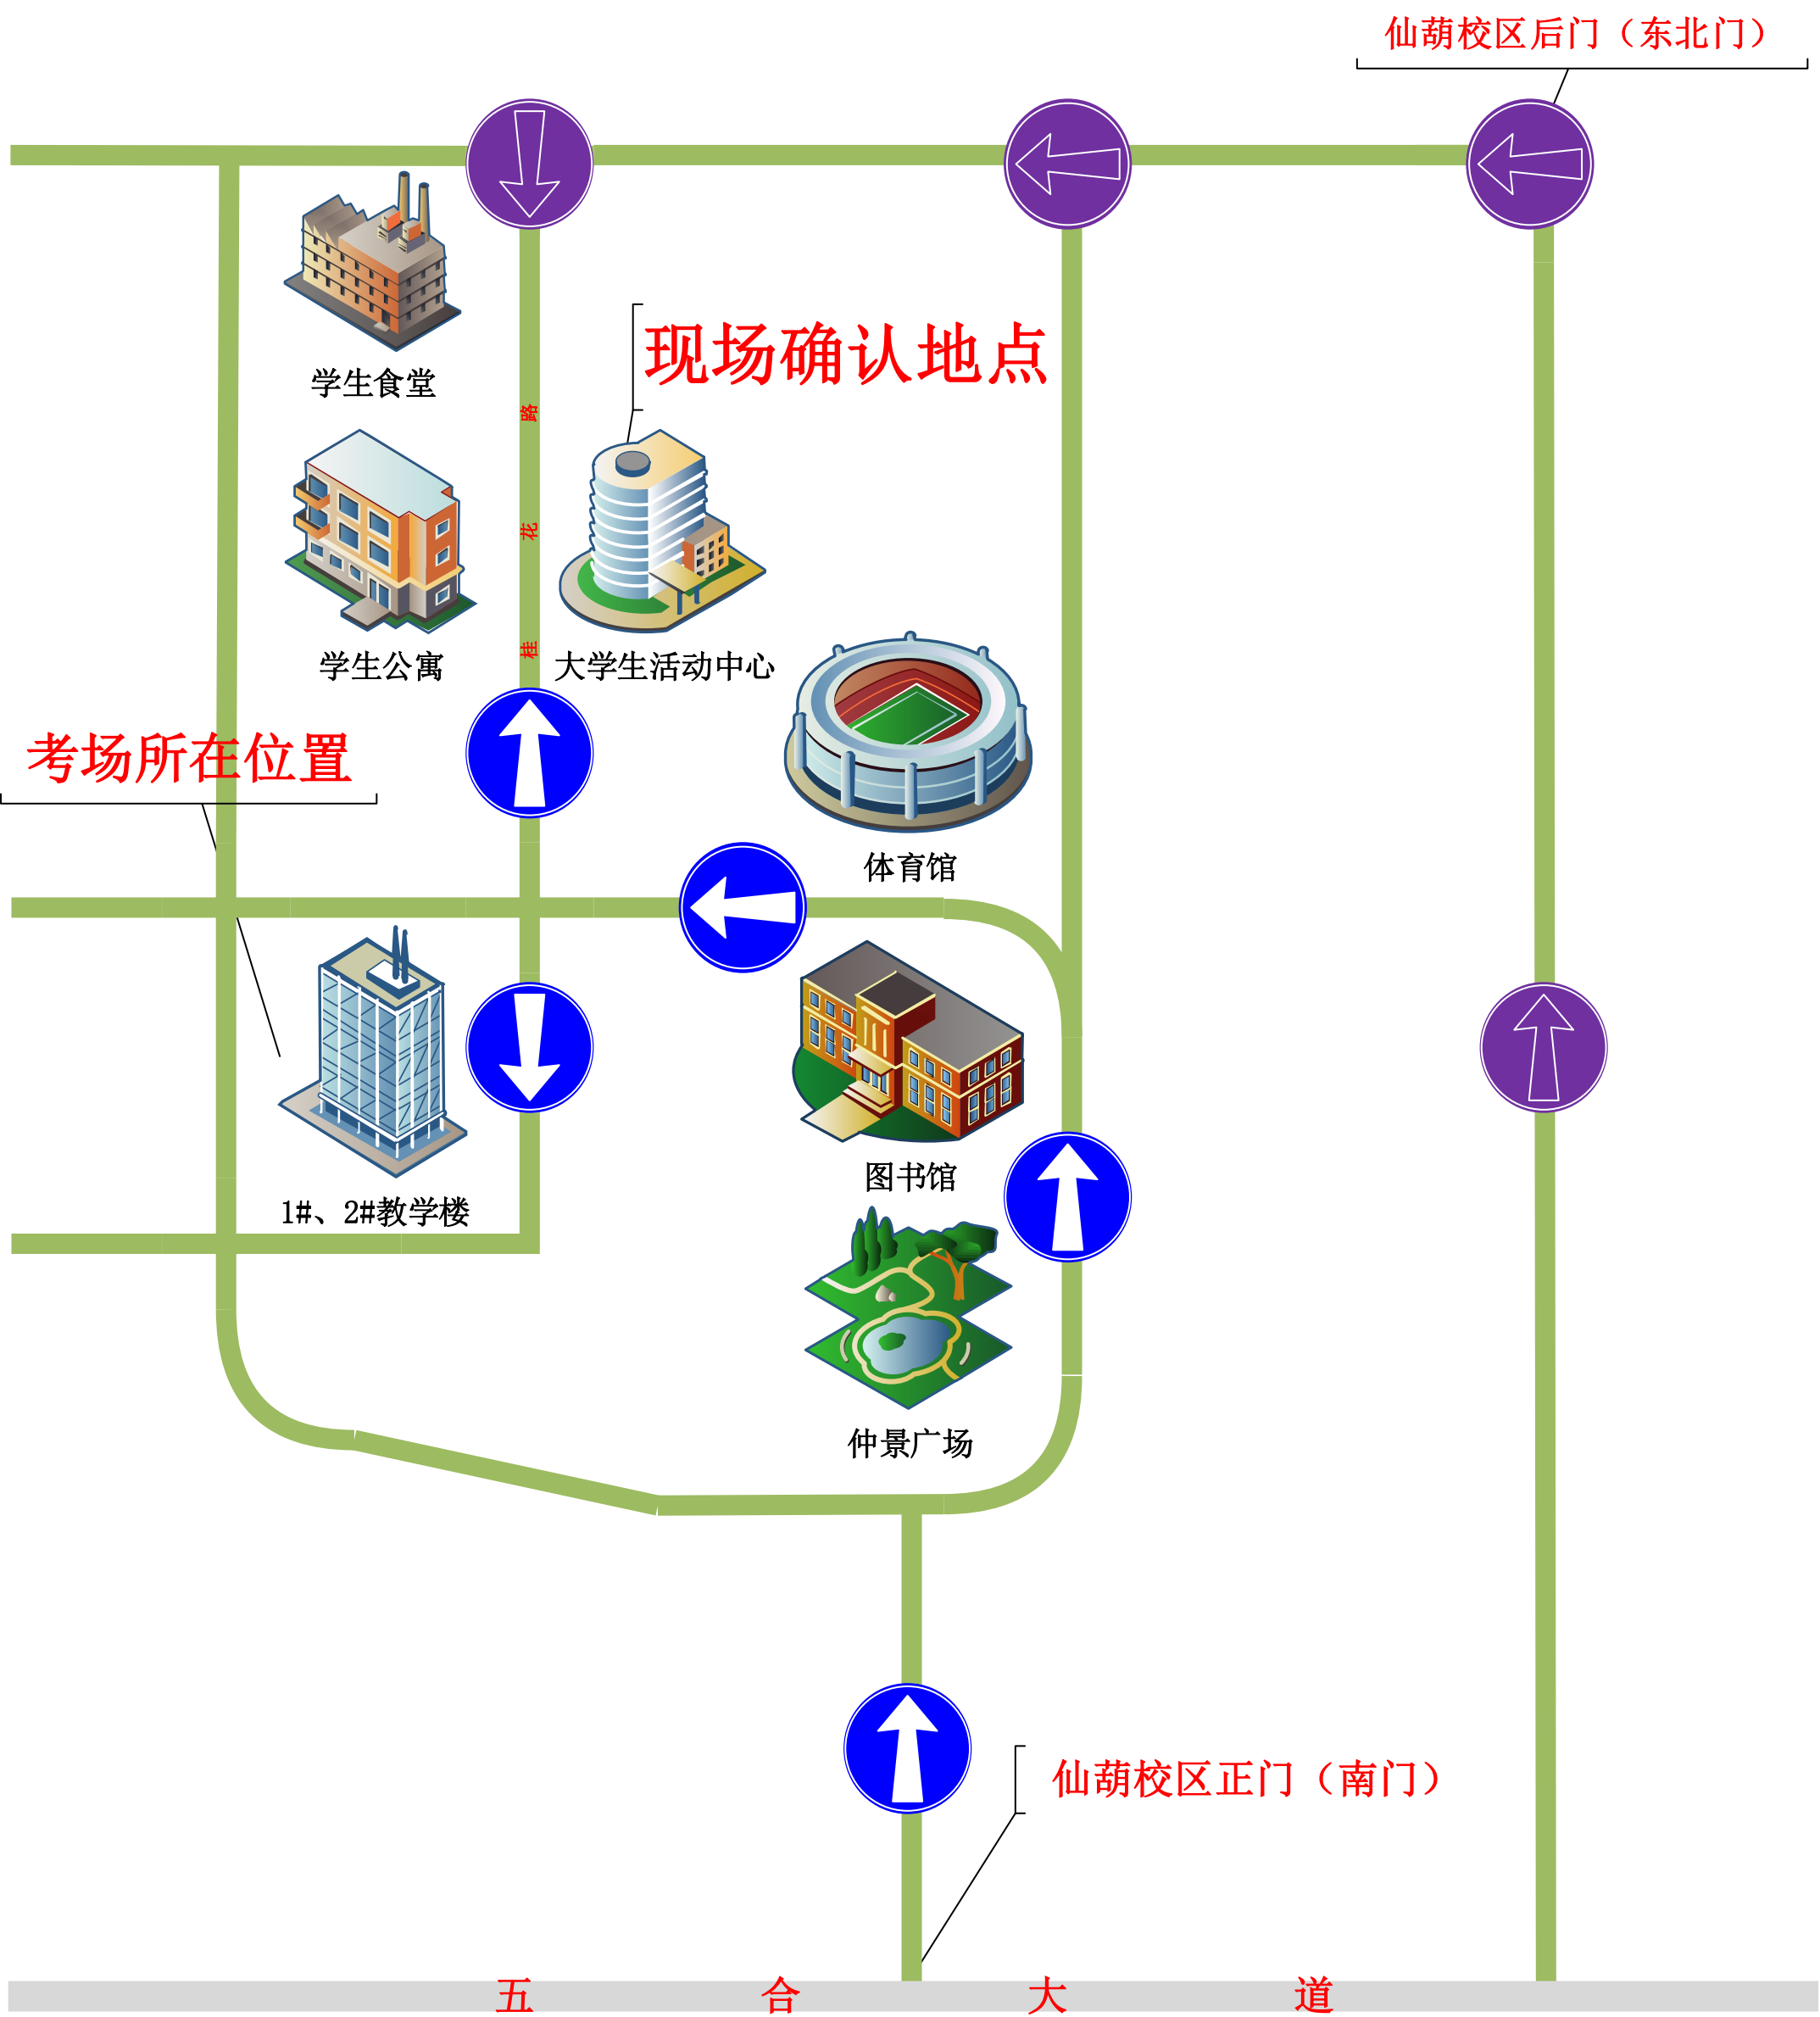 仙葫校区后门（东北门）
现场确认地点
学生食堂
路
花
桂
学生公寓
大学生活动中心
考场所在位置
体育馆
图书馆
1#、2#教学楼
仲景广场
仙葫校区正门（南门）
五合大道